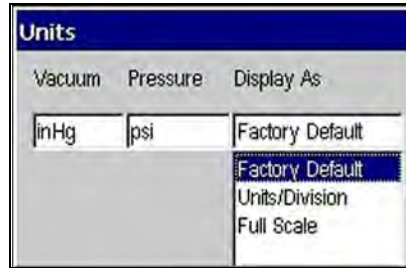 Units
Vacuum Pressure Display As
inHg psi Factory Default
Factory Default
Units/Division
Full Scale